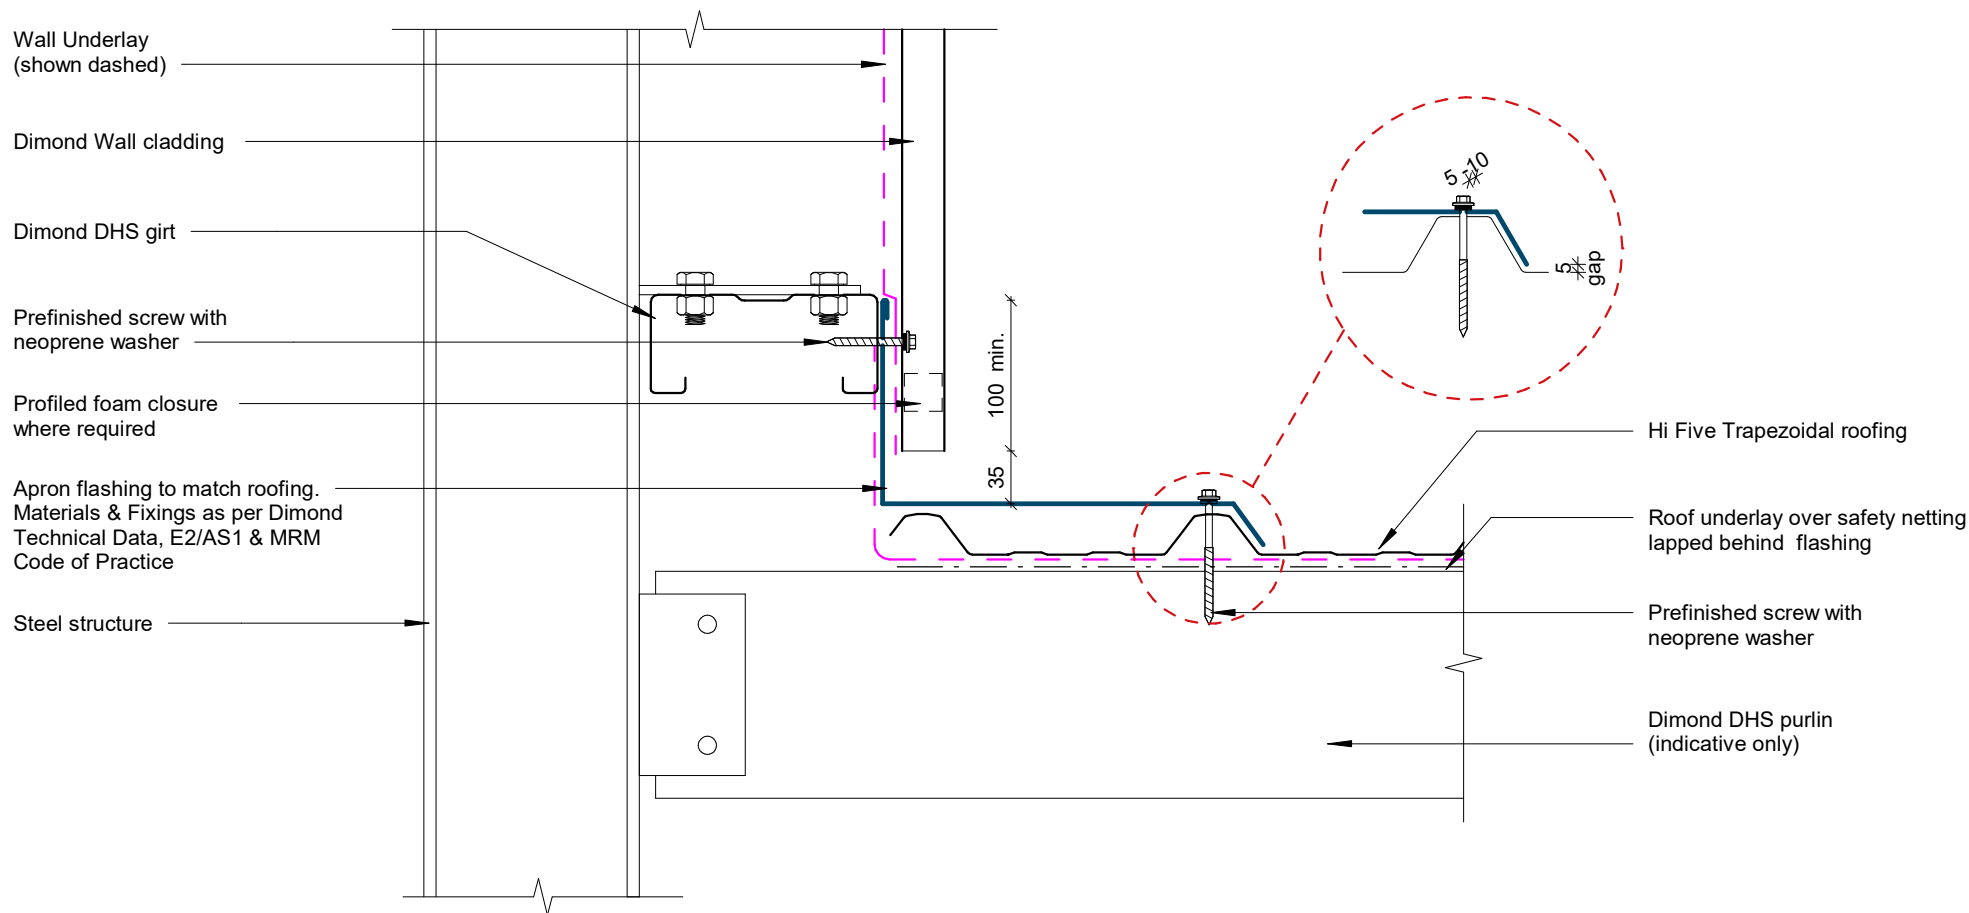 Wall Underlay
(shown dashed)
Dimond Wall cladding
Dimond DHS girt
Prefinished screw with
neoprene washer
Profiled foam closure
where required
Apron flashing to match roofing.
Materials & Fixings as per Dimond
Technical Data, E2/AS1 & MRM
Code of Practice
Steel structure
100 min.
35
5 -10
5
gap
Hi Five Trapezoidal roofing
Roof underlay over safety netting
lapped behind flashing
Prefinished screw with
neoprene washer
Dimond DHS purlin
(indicative only)